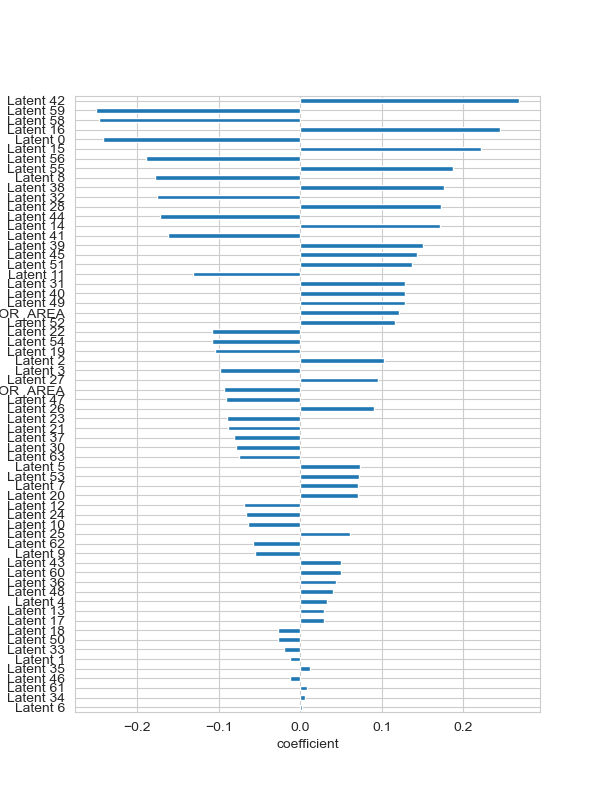 Latent 42
Latent 59
Latent 58
Latent 16
Latent 0
Latent 15
Latent 56
Latent 55
Latent 8
Latent 38
Latent 32
Latent 28
Latent 44
Latent 14
Latent 41
Latent 39
Latent 45
Latent 51
Latent 11
Latent 31
Latent 40
Latent 49
OR_AREA
Latent 52
Latent 22
Latent 54
Latent 19
Latent 2
Latent 3
Latent 27
OR_AREA
Latent 47
Latent 26
Latent 23
Latent 21
Latent 37
Latent 30
Latent 63
Latent 5
Latent 53
Latent 7
Latent 20
Latent 12
Latent 24
Latent 10
Latent 25
Latent 62
Latent 9
Latent 43
Latent 60
Latent 36
Latent 48
Latent 4
Latent 13
Latent 17
Latent 18
Latent 50
Latent 33
Latent 1
Latent 35
Latent 46
Latent 61
Latent 34
Latent 6
−0.2 −0.1 0.0 0.1 0.2
coefficient